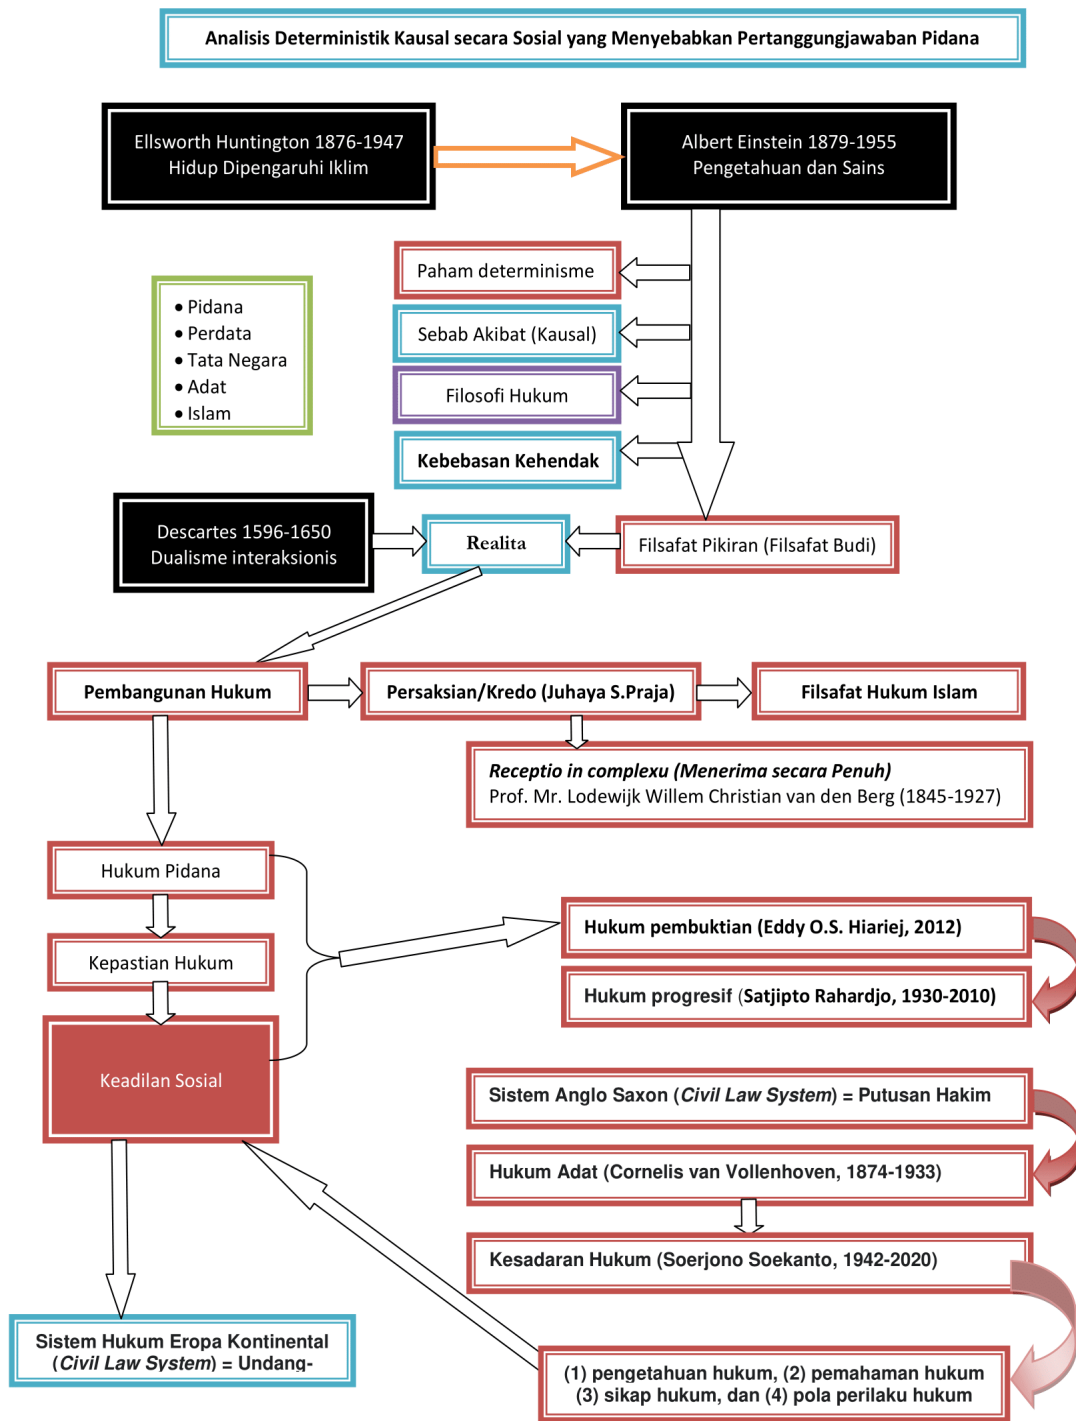 Analisis Deterministik Kausal secara Sosial yang Menyebabkan Pertanggungjawaban Pidana
Ellsworth Huntington 1876-1947
Hidup Dipengaruhi Iklim
Albert Einstein 1879-1955
Pengetahuan dan Sains
Paham determinisme
• Pidana
• Perdata
• Tata Negara
• Adat
• Islam
Sebab Akibat (Kausal)
Filosofi Hukum
Kebebasan Kehendak
Descartes 1596-1650
Dualisme interaksionis
Realita
Filsafat Pikiran (Filsafat Budi)
Pembangunan Hukum
Persaksian/Kredo (Juhaya S.Praja)
Filsafat Hukum Islam
Receptio in complexu (Menerima secara Penuh)
Prof. Mr. Lodewijk Willem Christian van den Berg (1845-1927)
Hukum Pidana
Kepastian Hukum
Keadilan Sosial
Hukum pembuktian (Eddy O.S. Hiariej, 2012)
Hukum progresif (Satjipto Rahardjo, 1930-2010)
Sistem Anglo Saxon (Civil Law System) = Putusan Hakim
Hukum Adat (Cornelis van Vollenhoven, 1874-1933)
Kesadaran Hukum (Soerjono Soekanto, 1942-2020)
Sistem Hukum Eropa Kontinental
(Civil Law System) = Undang-
(1) pengetahuan hukum, (2) pemahaman hukum
(3) sikap hukum, dan (4) pola perilaku hukum